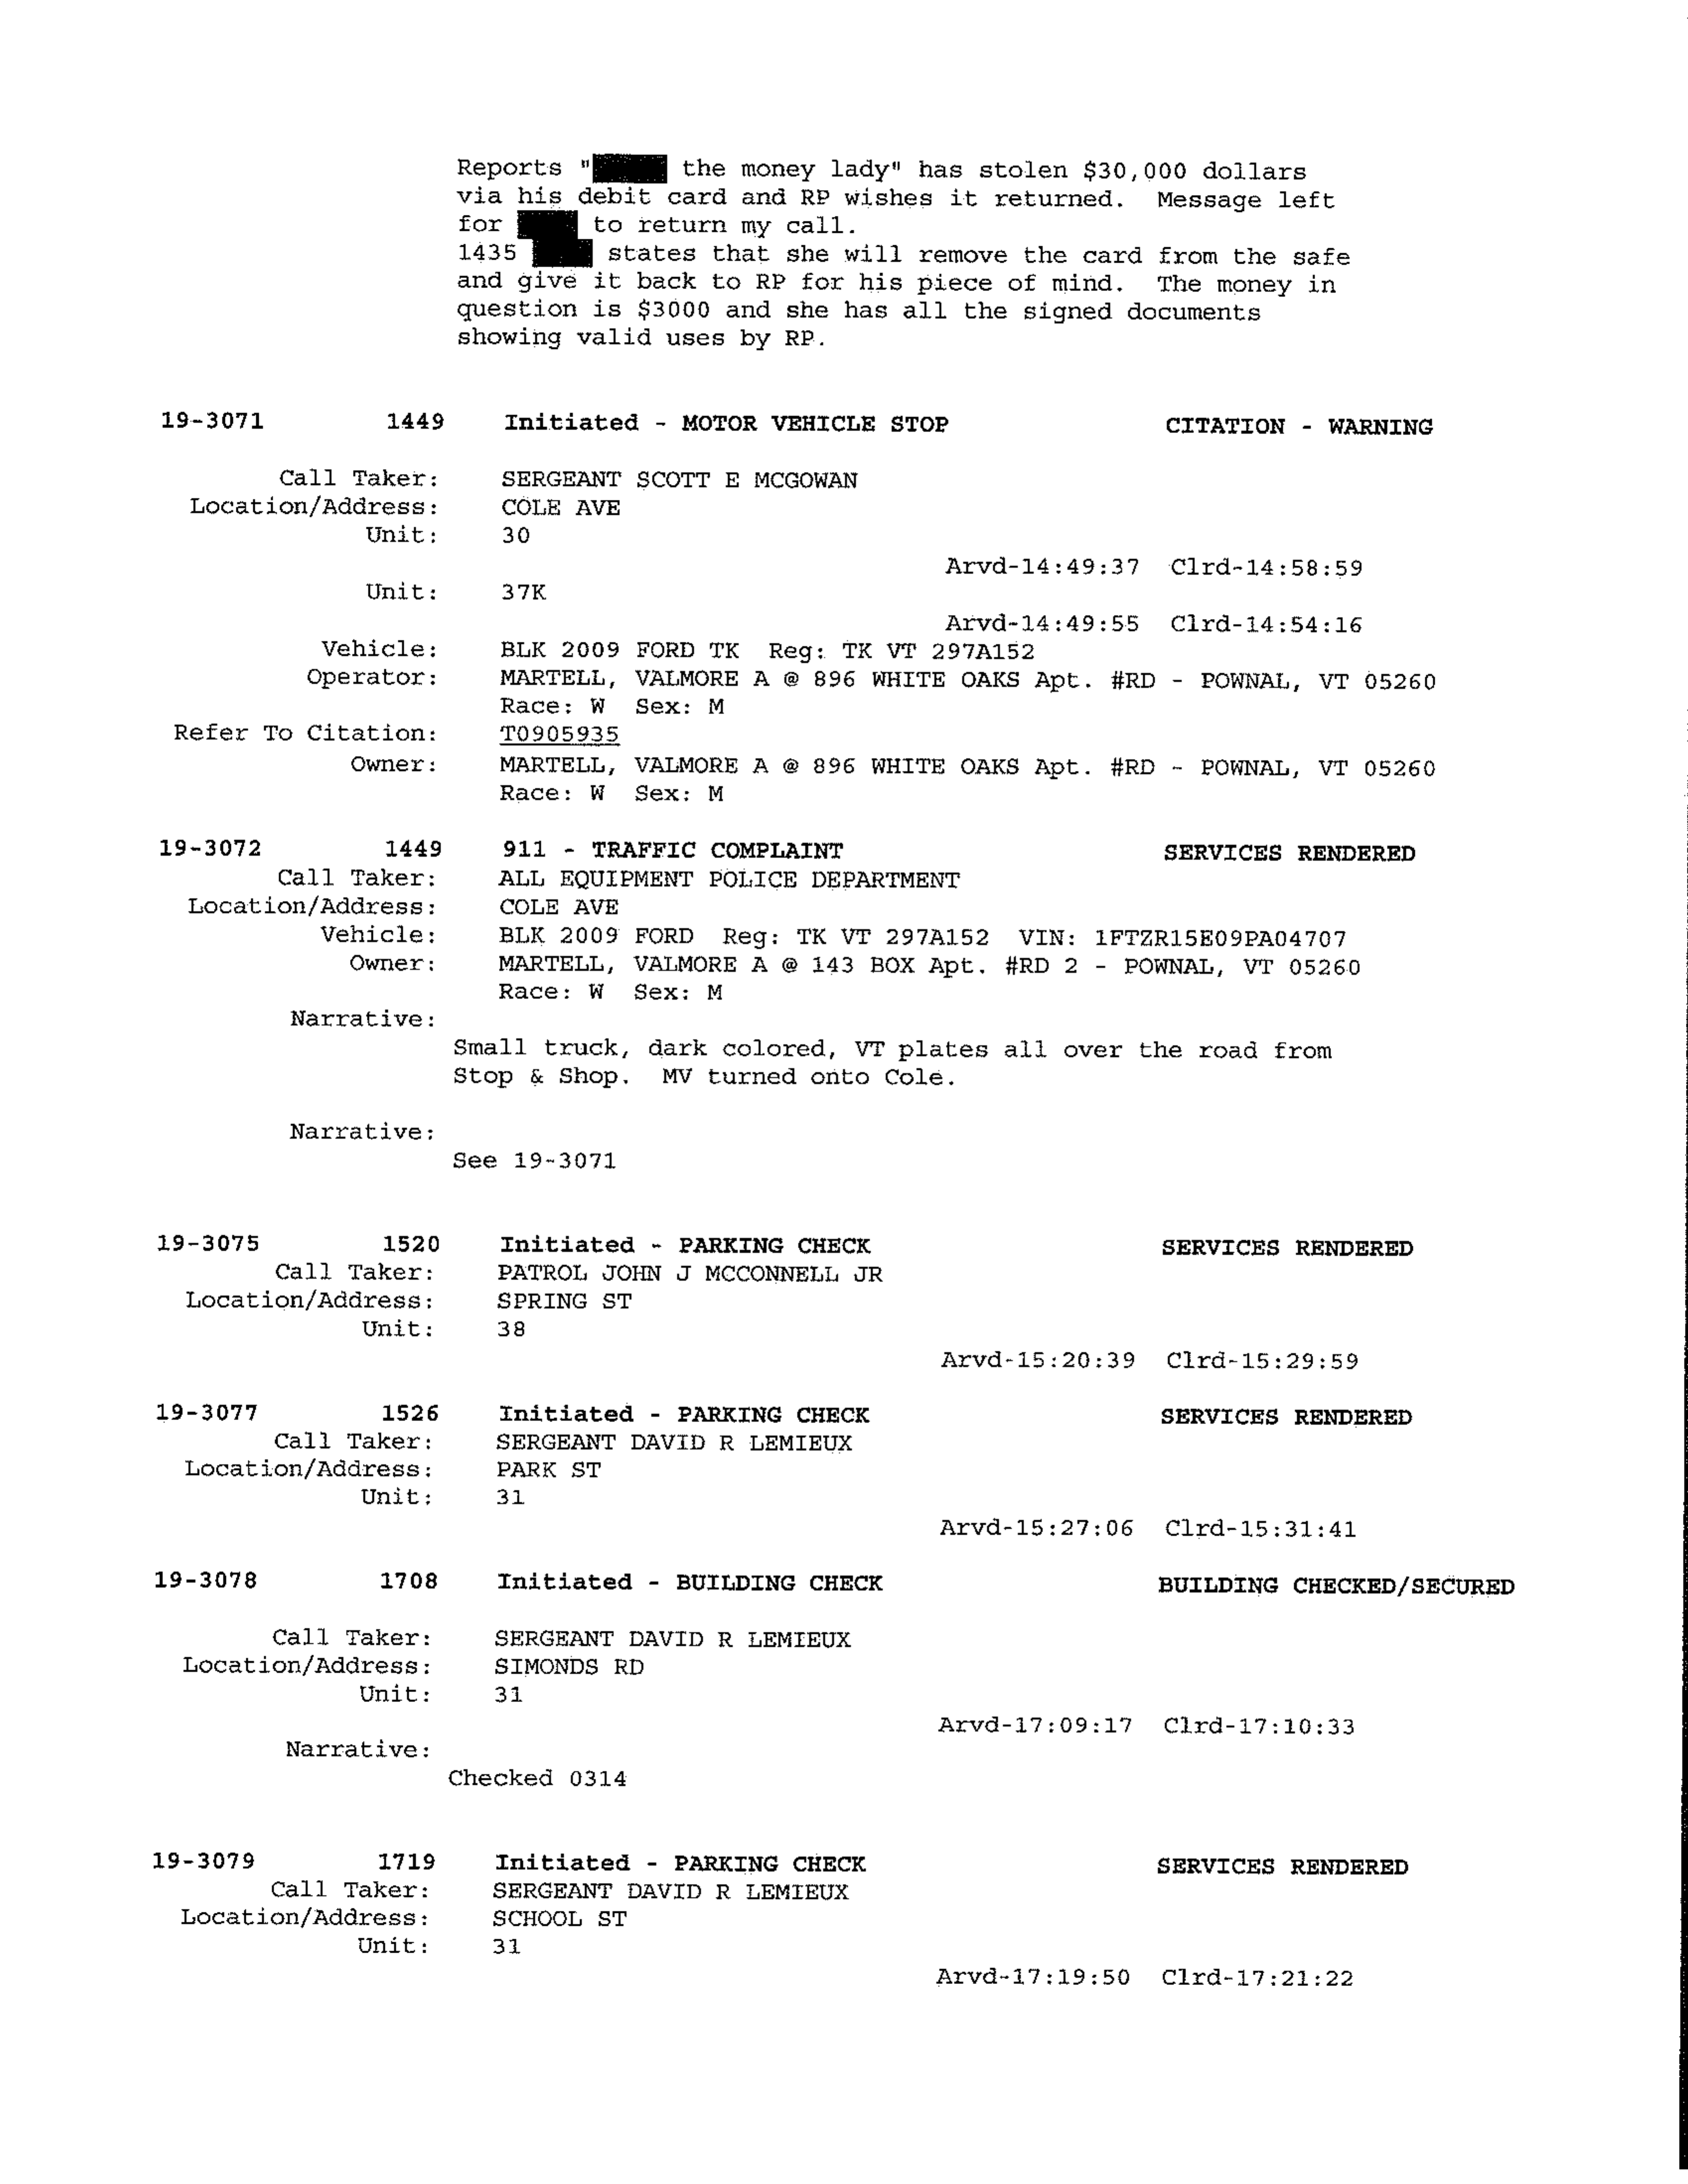 Reports " the money lady" has stolen $30,000 dollars
via his debit card and RP wishes it returned. Message left
for to return my call.
1435 states that she will remove the card from the safe
and give it back to RP for his piece of mind. The money in
question is $3000 and she has all the signed documents
showing valid uses by RP.
19-3071 1449 Initiated - MOTOR VEHICLE STOP CITATION - WARNING
Call Taker: SERGEANT SCOTT E MCGOWAN
Location/Address: COLE AVE
Unit: 30
Arvd-14:49:37 Clrd-14:58:59
Unit: 37K
Arvd-14:49:55 Clrd-14:54:16
Vehicle: BLK 2009 FORD TK Reg: TK VT 297A152
Operator: MARTELL, VALMORE A @ 896 WHITE OAKS Apt. #RD - POWNAL, VT 05260
Race: W Sex: M
Refer To Citation: T0905935
Owner: MARTELL, VALMORE A @ 896 WHITE OAKS Apt. #RD - POWNAL, VT 05260
Race: W Sex: M
19-3072 1449 911 - TRAFFIC COMPLAINT SERVICES RENDERED
Call Taker: ALL EQUIPMENT POLICE DEPARTMENT
Location/Address: COLE AVE
Vehicle: BLK 2009 FORD Reg: TK VT 297A152 VIN: 1FTZR15E09PA04707
Owner: MARTELL, VALMORE A @ 143 BOX Apt. #RD 2 - POWNAL, VT 05260
Race: W Sex: M
Narrative:
Small truck, dark colored, VT plates all over the road from
Stop & Shop. MV turned onto Cole.
Narrative:
See 19-3071
19-3075 1520 Initiated - PARKING CHECK SERVICES RENDERED
Call Taker: PATROL JOHN J MCCONNELL JR
Location/Address: SPRING ST
Unit: 38
Arvd-15:20:39 Clrd-15:29:59
19-3077 1526 Initiated - PARKING CHECK SERVICES RENDERED
Call Taker: SERGEANT DAVID R LEMIEUX
Location/Address: PARK ST
Unit: 31
Arvd-15:27:06 Clrd-15:31:41
19-3078 1708 Initiated - BUILDING CHECK BUILDING CHECKED/SECURED
Call Taker: SERGEANT DAVID R LEMIEUX
Location/Address: SIMONDS RD
Unit: 31
Arvd-17:09:17 Clrd-17:10:33
Narrative:
Checked 0314
19-3079 1719 Initiated - PARKING CHECK SERVICES RENDERED
Call Taker: SERGEANT DAVID R LEMIEUX
Location/Address: SCHOOL ST
Unit: 31
Arvd-17:19:50 Clrd-17:21:22